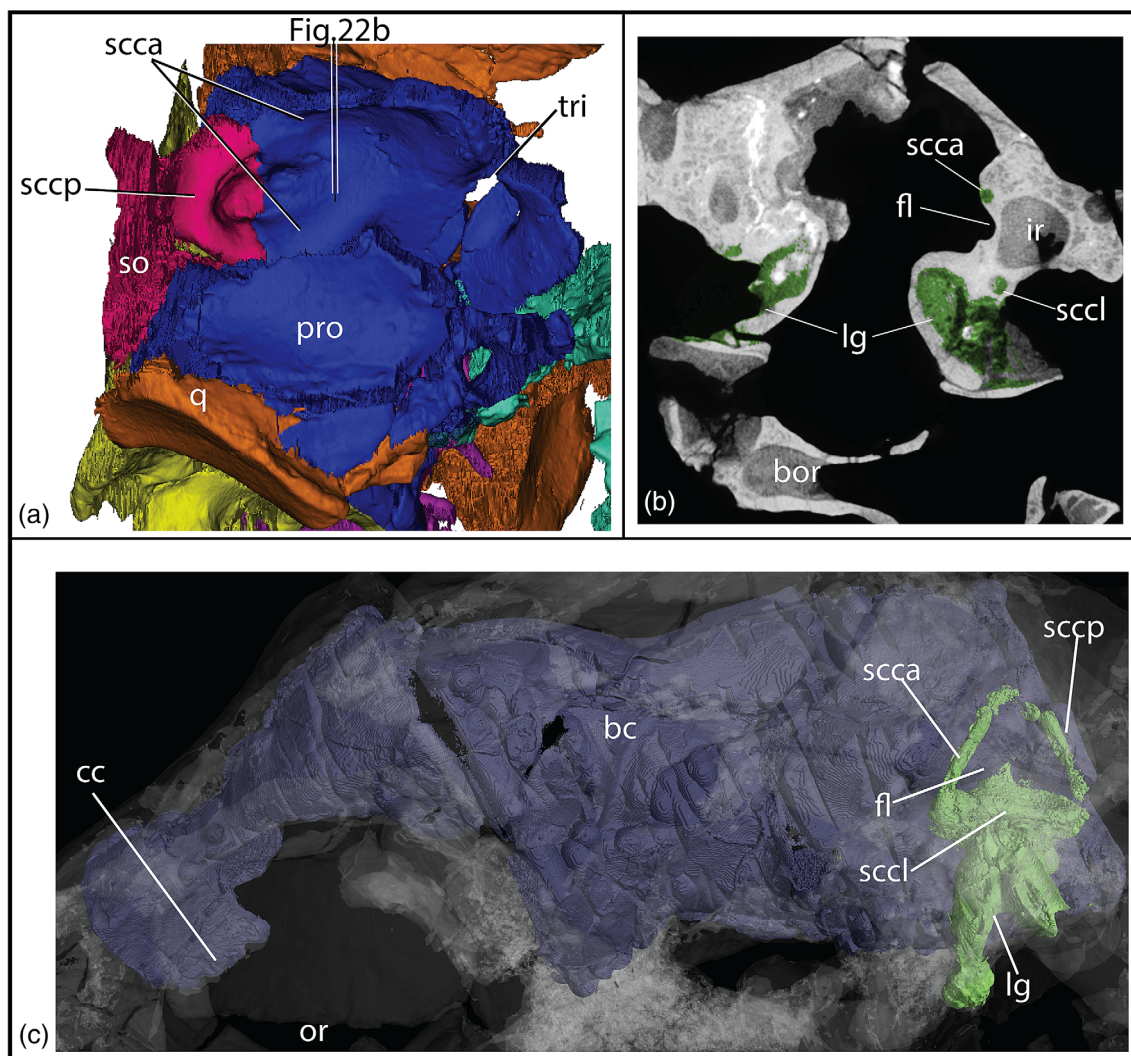 Fig.22b
scca
tri
sccp
so
pro
q
(a)
scca
fl
ir
sccl
lg
bor
(b)
sccp
scca
bc
cc
fl
sccl
lg
or
(c)